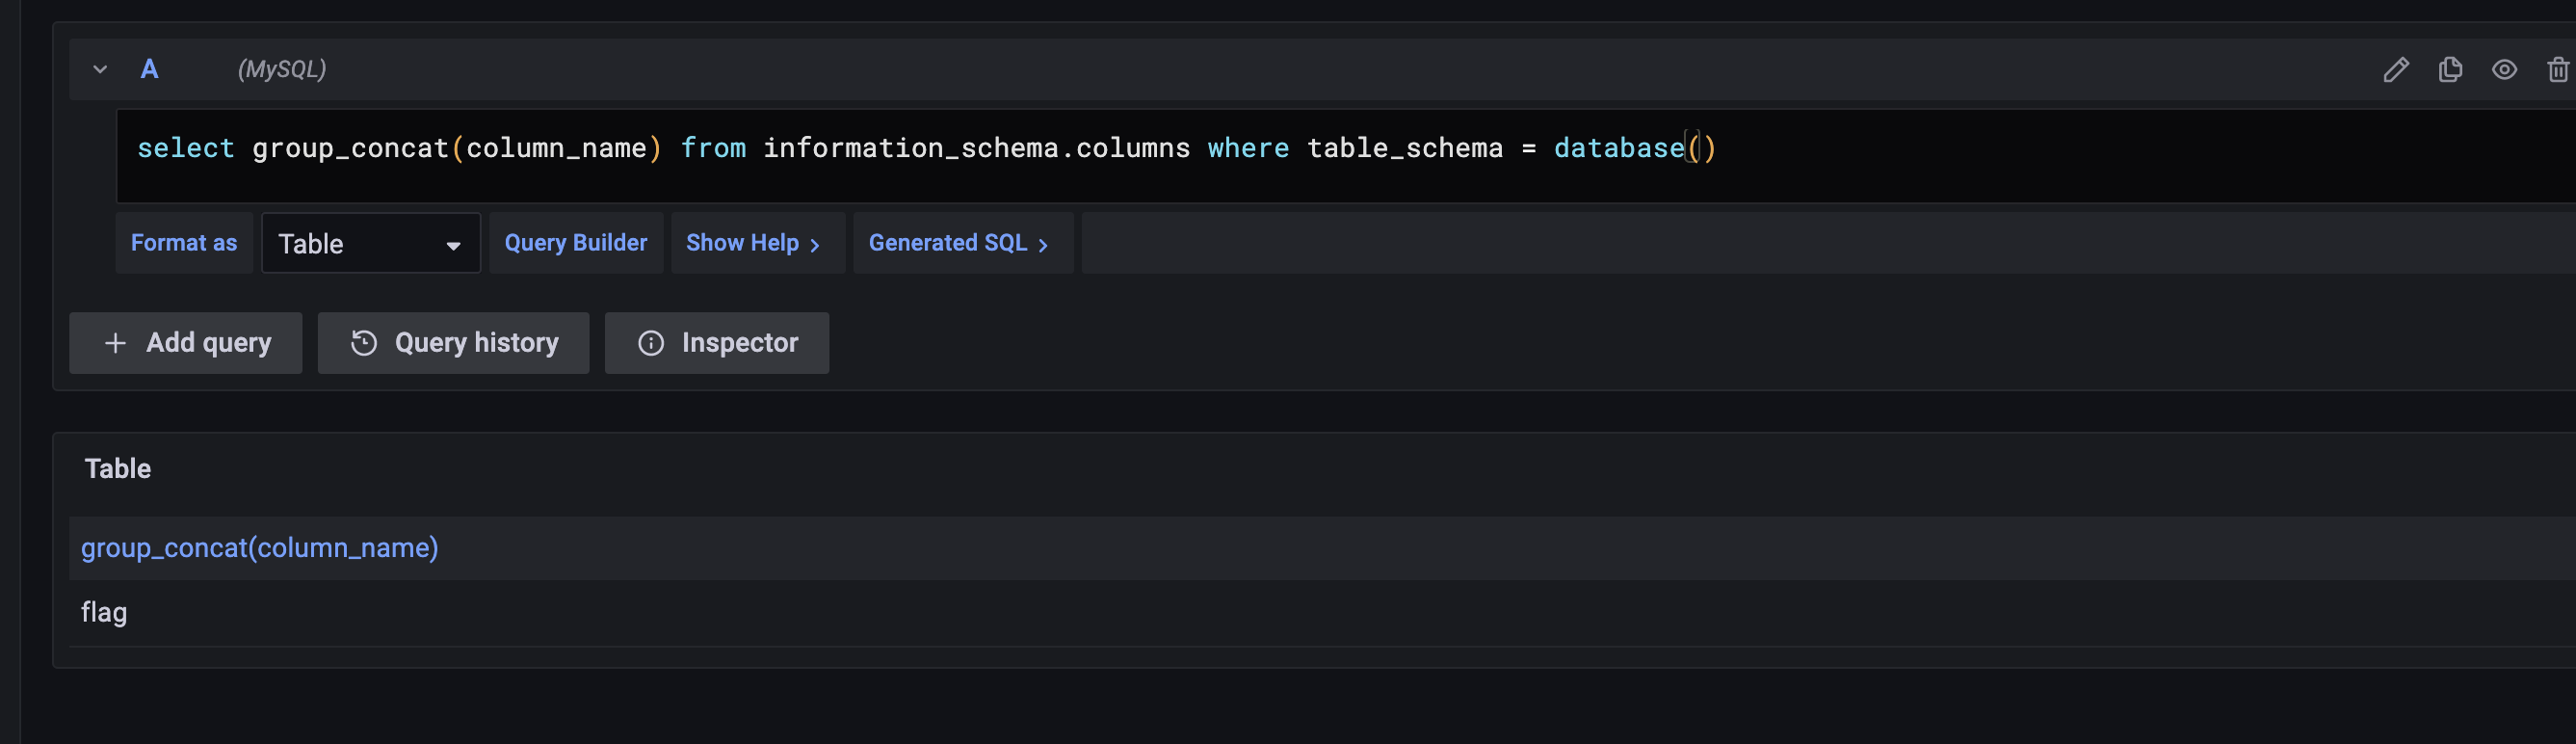 A (MySQL)
select group_concat(column_name) from information_schema.columns where table_schema = database()
Format as Table Query Builder Show Help > Generated SQL >
+ Add query Query history Inspector
Table
group_concat(column_name)
flag